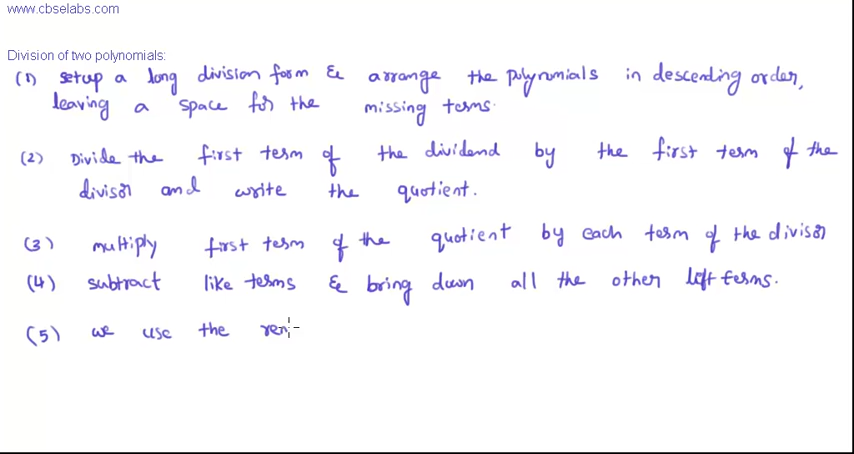 www.cbselabs.com
Division of two polynomials:
(1) setup a long division form & arrange the polynomials in descending order,
leaving a space for the missing terms.
(2) Divide the first term of the dividend by the first term of the
divisor and write the quotient.
(3) multiply first term of the quotient by each term of the divisor
(4) subtract like terms & bring down all the other left terms.
(5) we use the